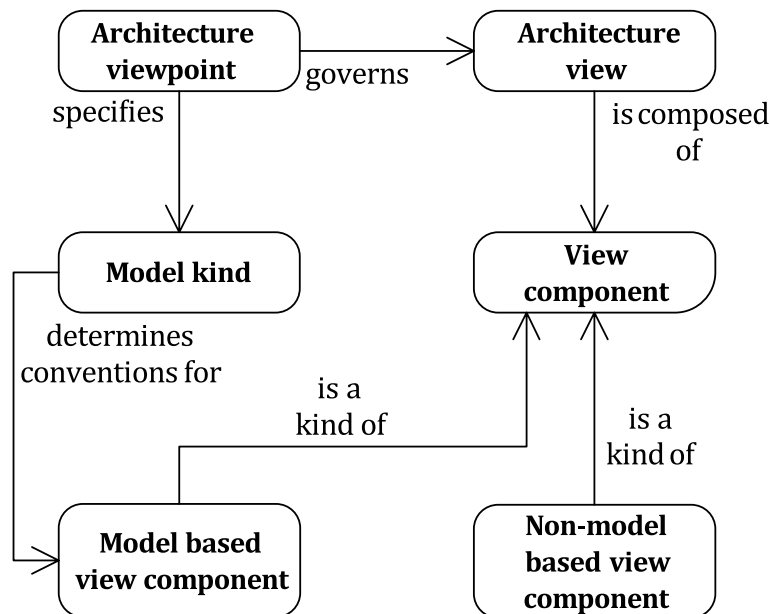 Architecture
viewpoint
governs
Architecture
view
specifies
is composed
of
Model kind
View
component
determines
conventions for
is a
kind of
is a
kind of
Model based
view component
Non-model
based view
component